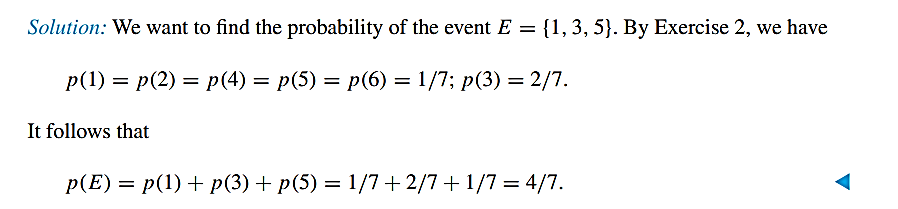 Solution: We want to find the probability of the event E = {1, 3, 5}. By Exercise 2, we have
p(1) = p(2) = p(4) = p(5) = p(6) = 1/7; p(3) = 2/7.
It follows that
p(E) = p(1) + p(3) + p(5) = 1/7 + 2/7 + 1/7 = 4/7.